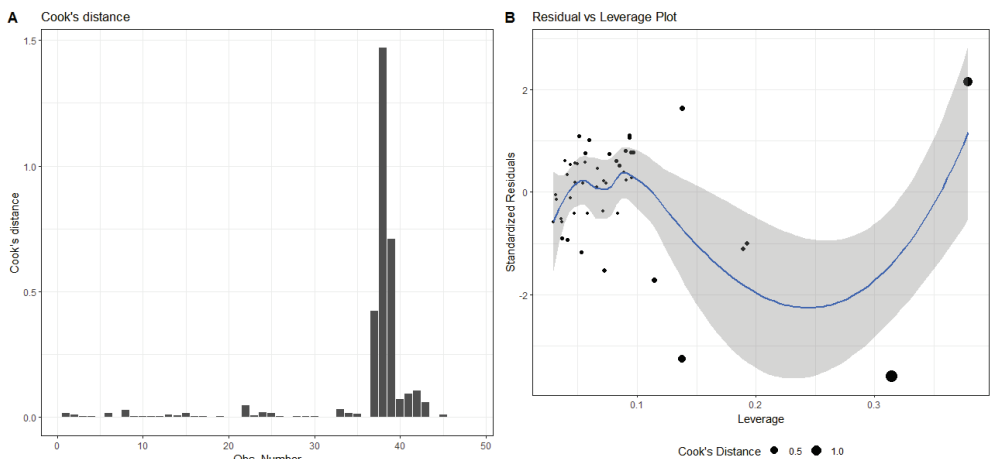 A Cook's distance
1.5
1.0
0.5
0.0
Cook's distance
0 10 20 30 40 50
Obs. Number
B Residual vs Leverage Plot
2
0
-2
Standardized Residuals
0.1 0.2 0.3
Leverage
Cook's Distance 0.5 1.0